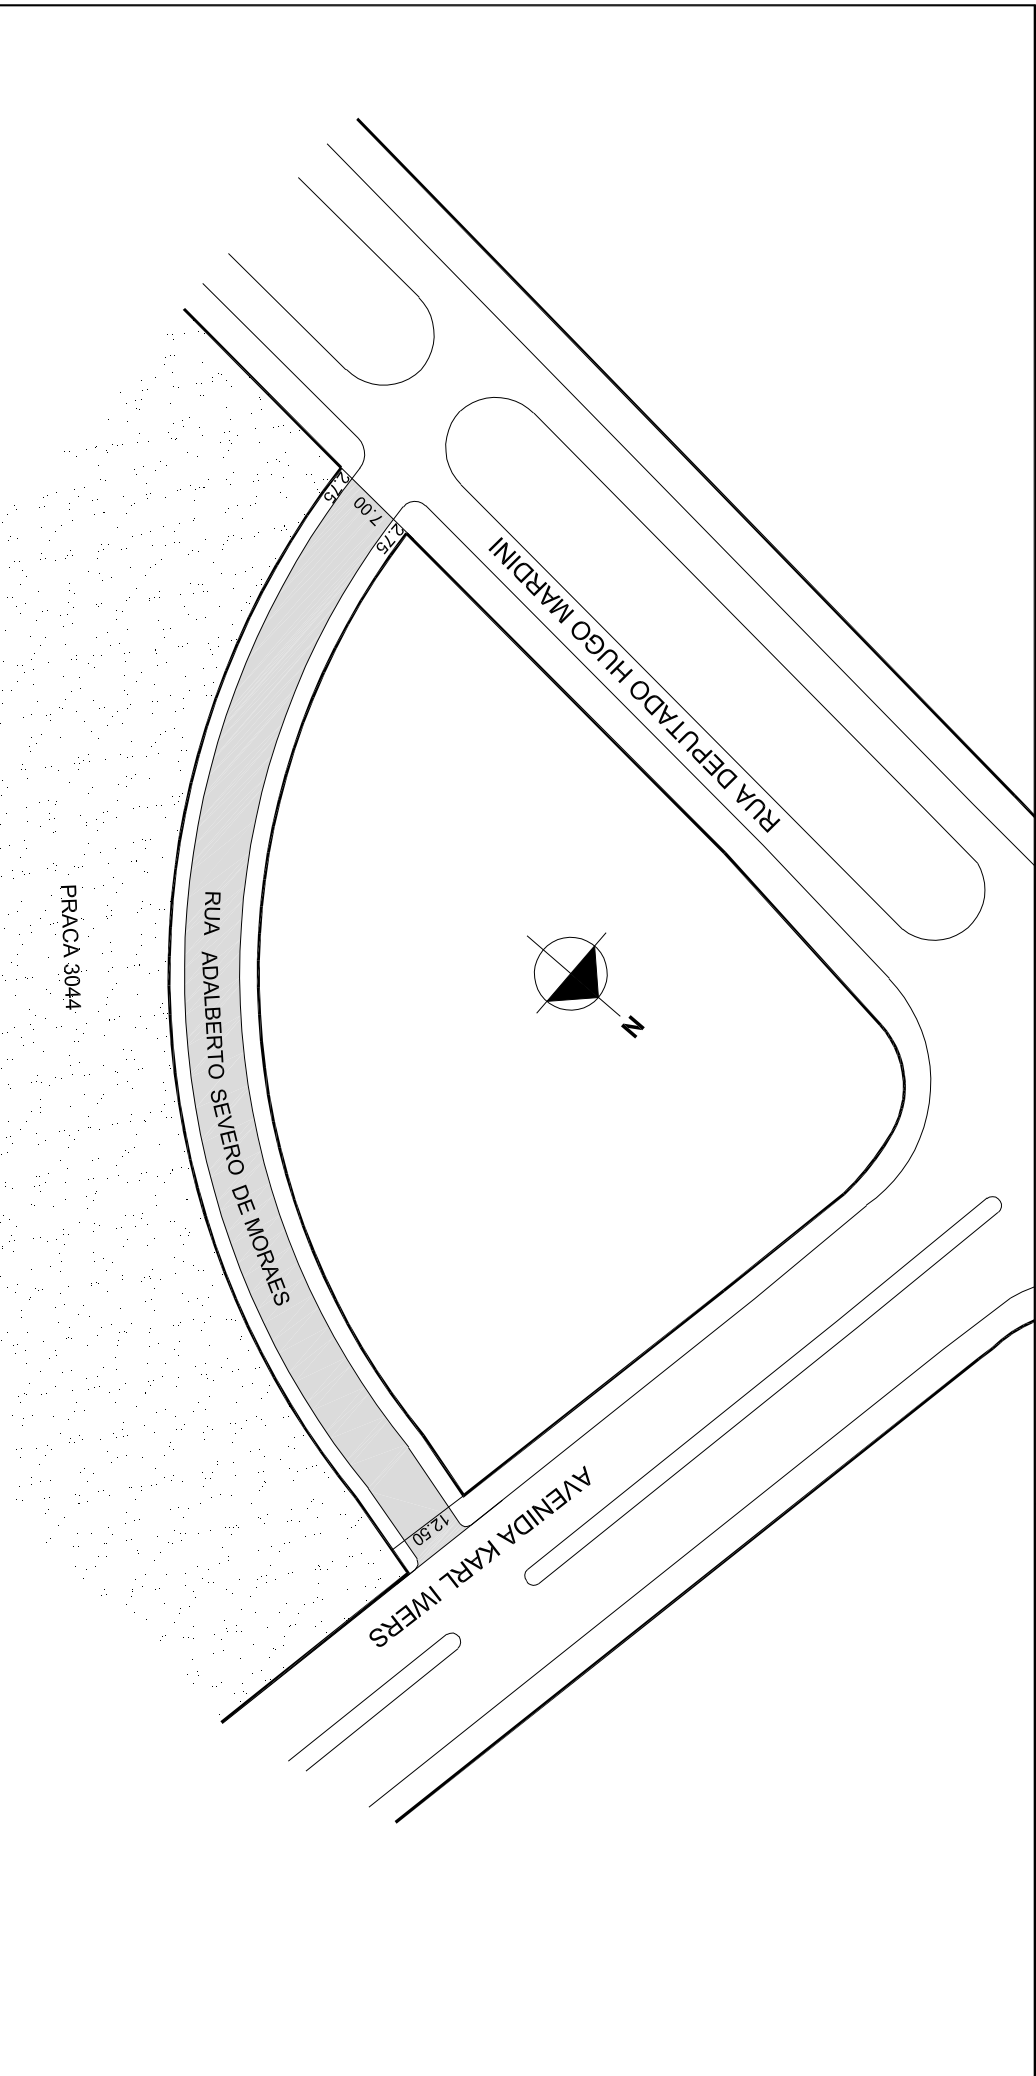 2.75
7.00
2.75
RUA DEPUTADO HUGO MARDINI
PRACA 3044
RUA ADALBERTO SEVERO DE MORAES
N
12.50
AVENIDA KARL IWERS